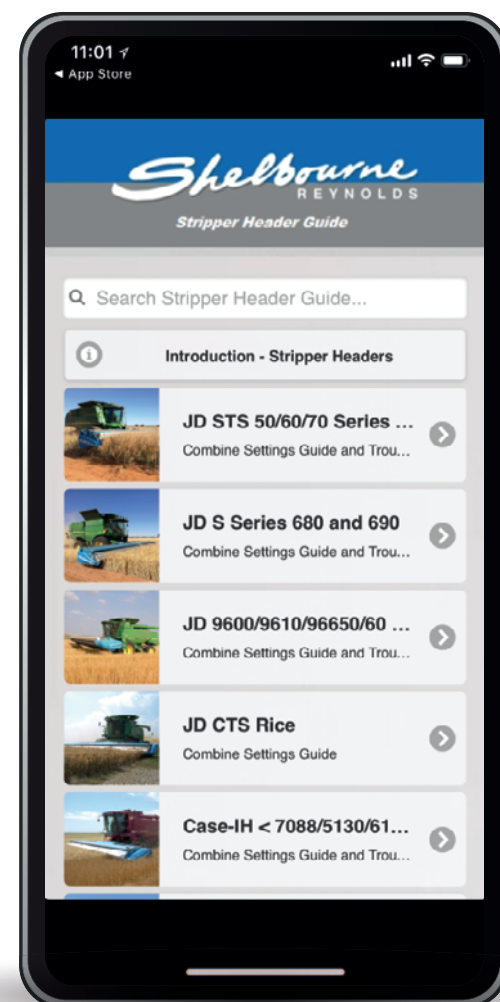 11:01
◄ App Store
Shelbourne
REYNOLDS
Stripper Header Guide
Search Stripper Header Guide...
Introduction - Stripper Headers
JD STS 50/60/70 Series ...
Combine Settings Guide and Trou...
JD S Series 680 and 690
Combine Settings Guide and Trou...
JD 9600/9610/96650/60 ...
Combine Settings Guide and Trou...
JD CTS Rice
Combine Settings Guide
Case-IH < 7088/5130/61...
Combine Settings Guide and Trou...